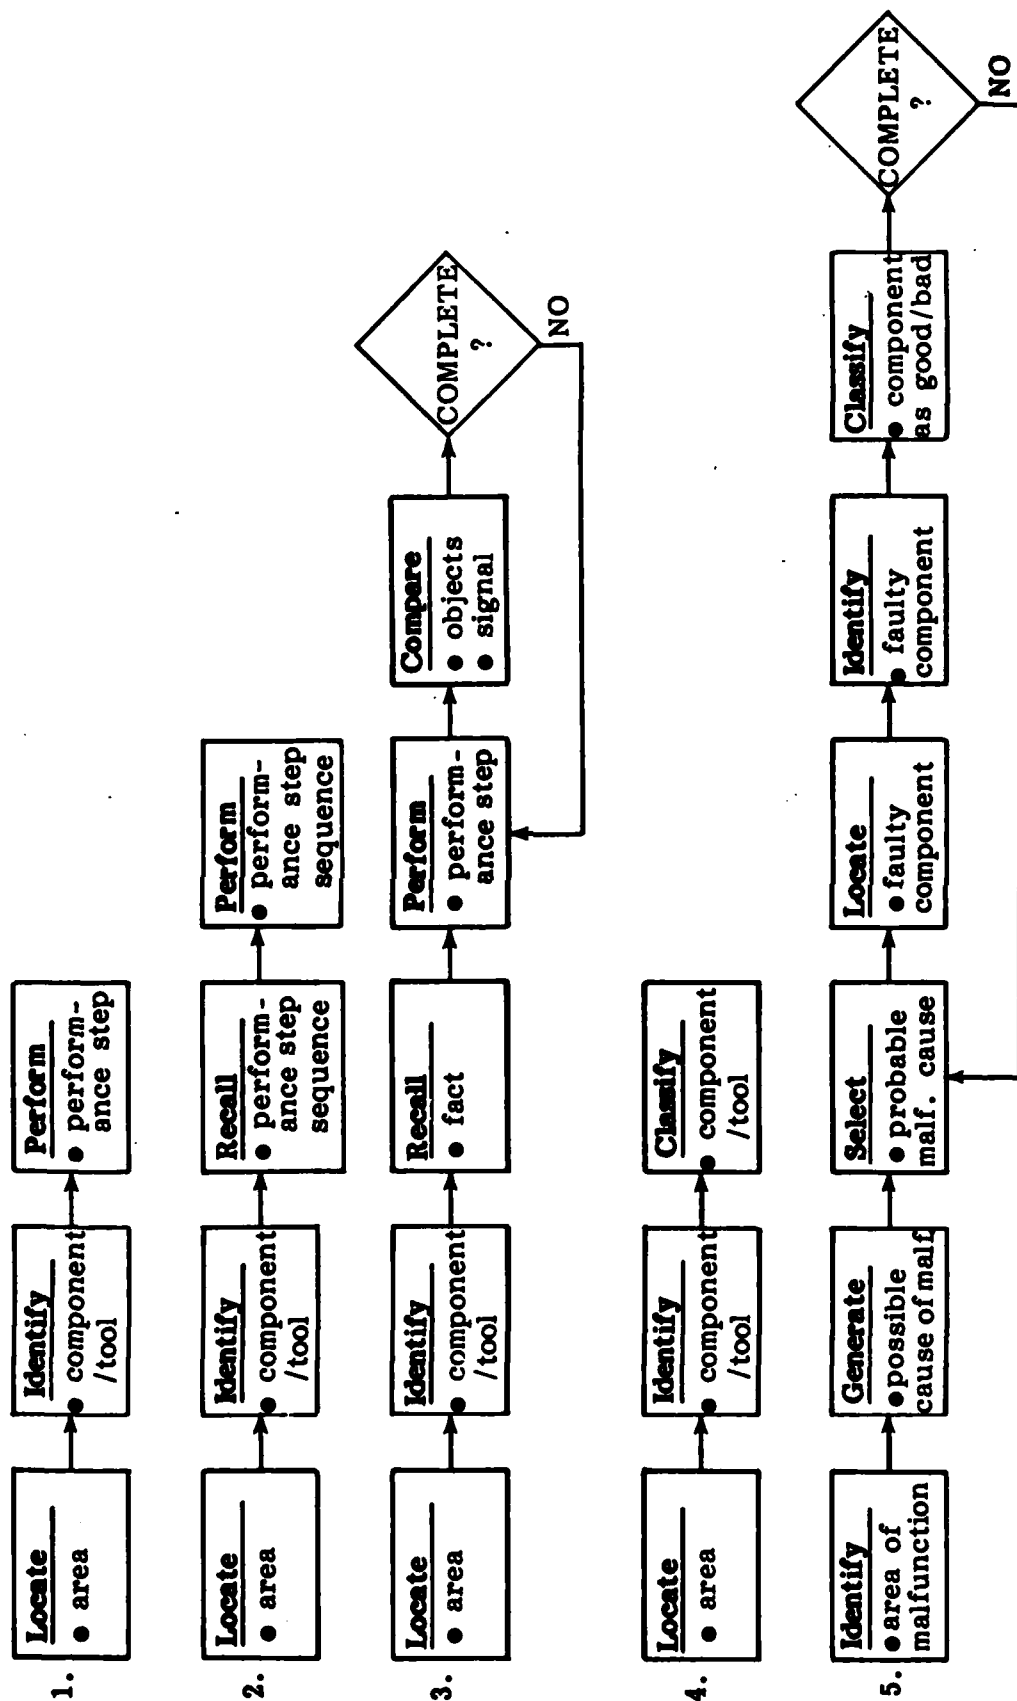 1.
Locate
● area
Identify
● component
/tool
Perform
● perform-
ance step
2.
Locate
● area
Identify
● component
/tool
Recall
● perform-
ance step
sequence
Perform
● perform-
ance step
sequence
3.
Locate
● area
Identify
● component
/tool
Recall
● fact
Perform
● perform-
ance step
Compare
● objects
● signal
COMPLETE
?
NO
4.
Locate
● area
Identify
● component
/tool
Classify
● component
/tool
5.
Identify
● area of
malfunction
Generate
● possible
cause of malf
Select
● probable
malf. cause
Locate
● faulty
component
Identify
● faulty
component
Classify
● component
as good/bad
COMPLETE
?
NO